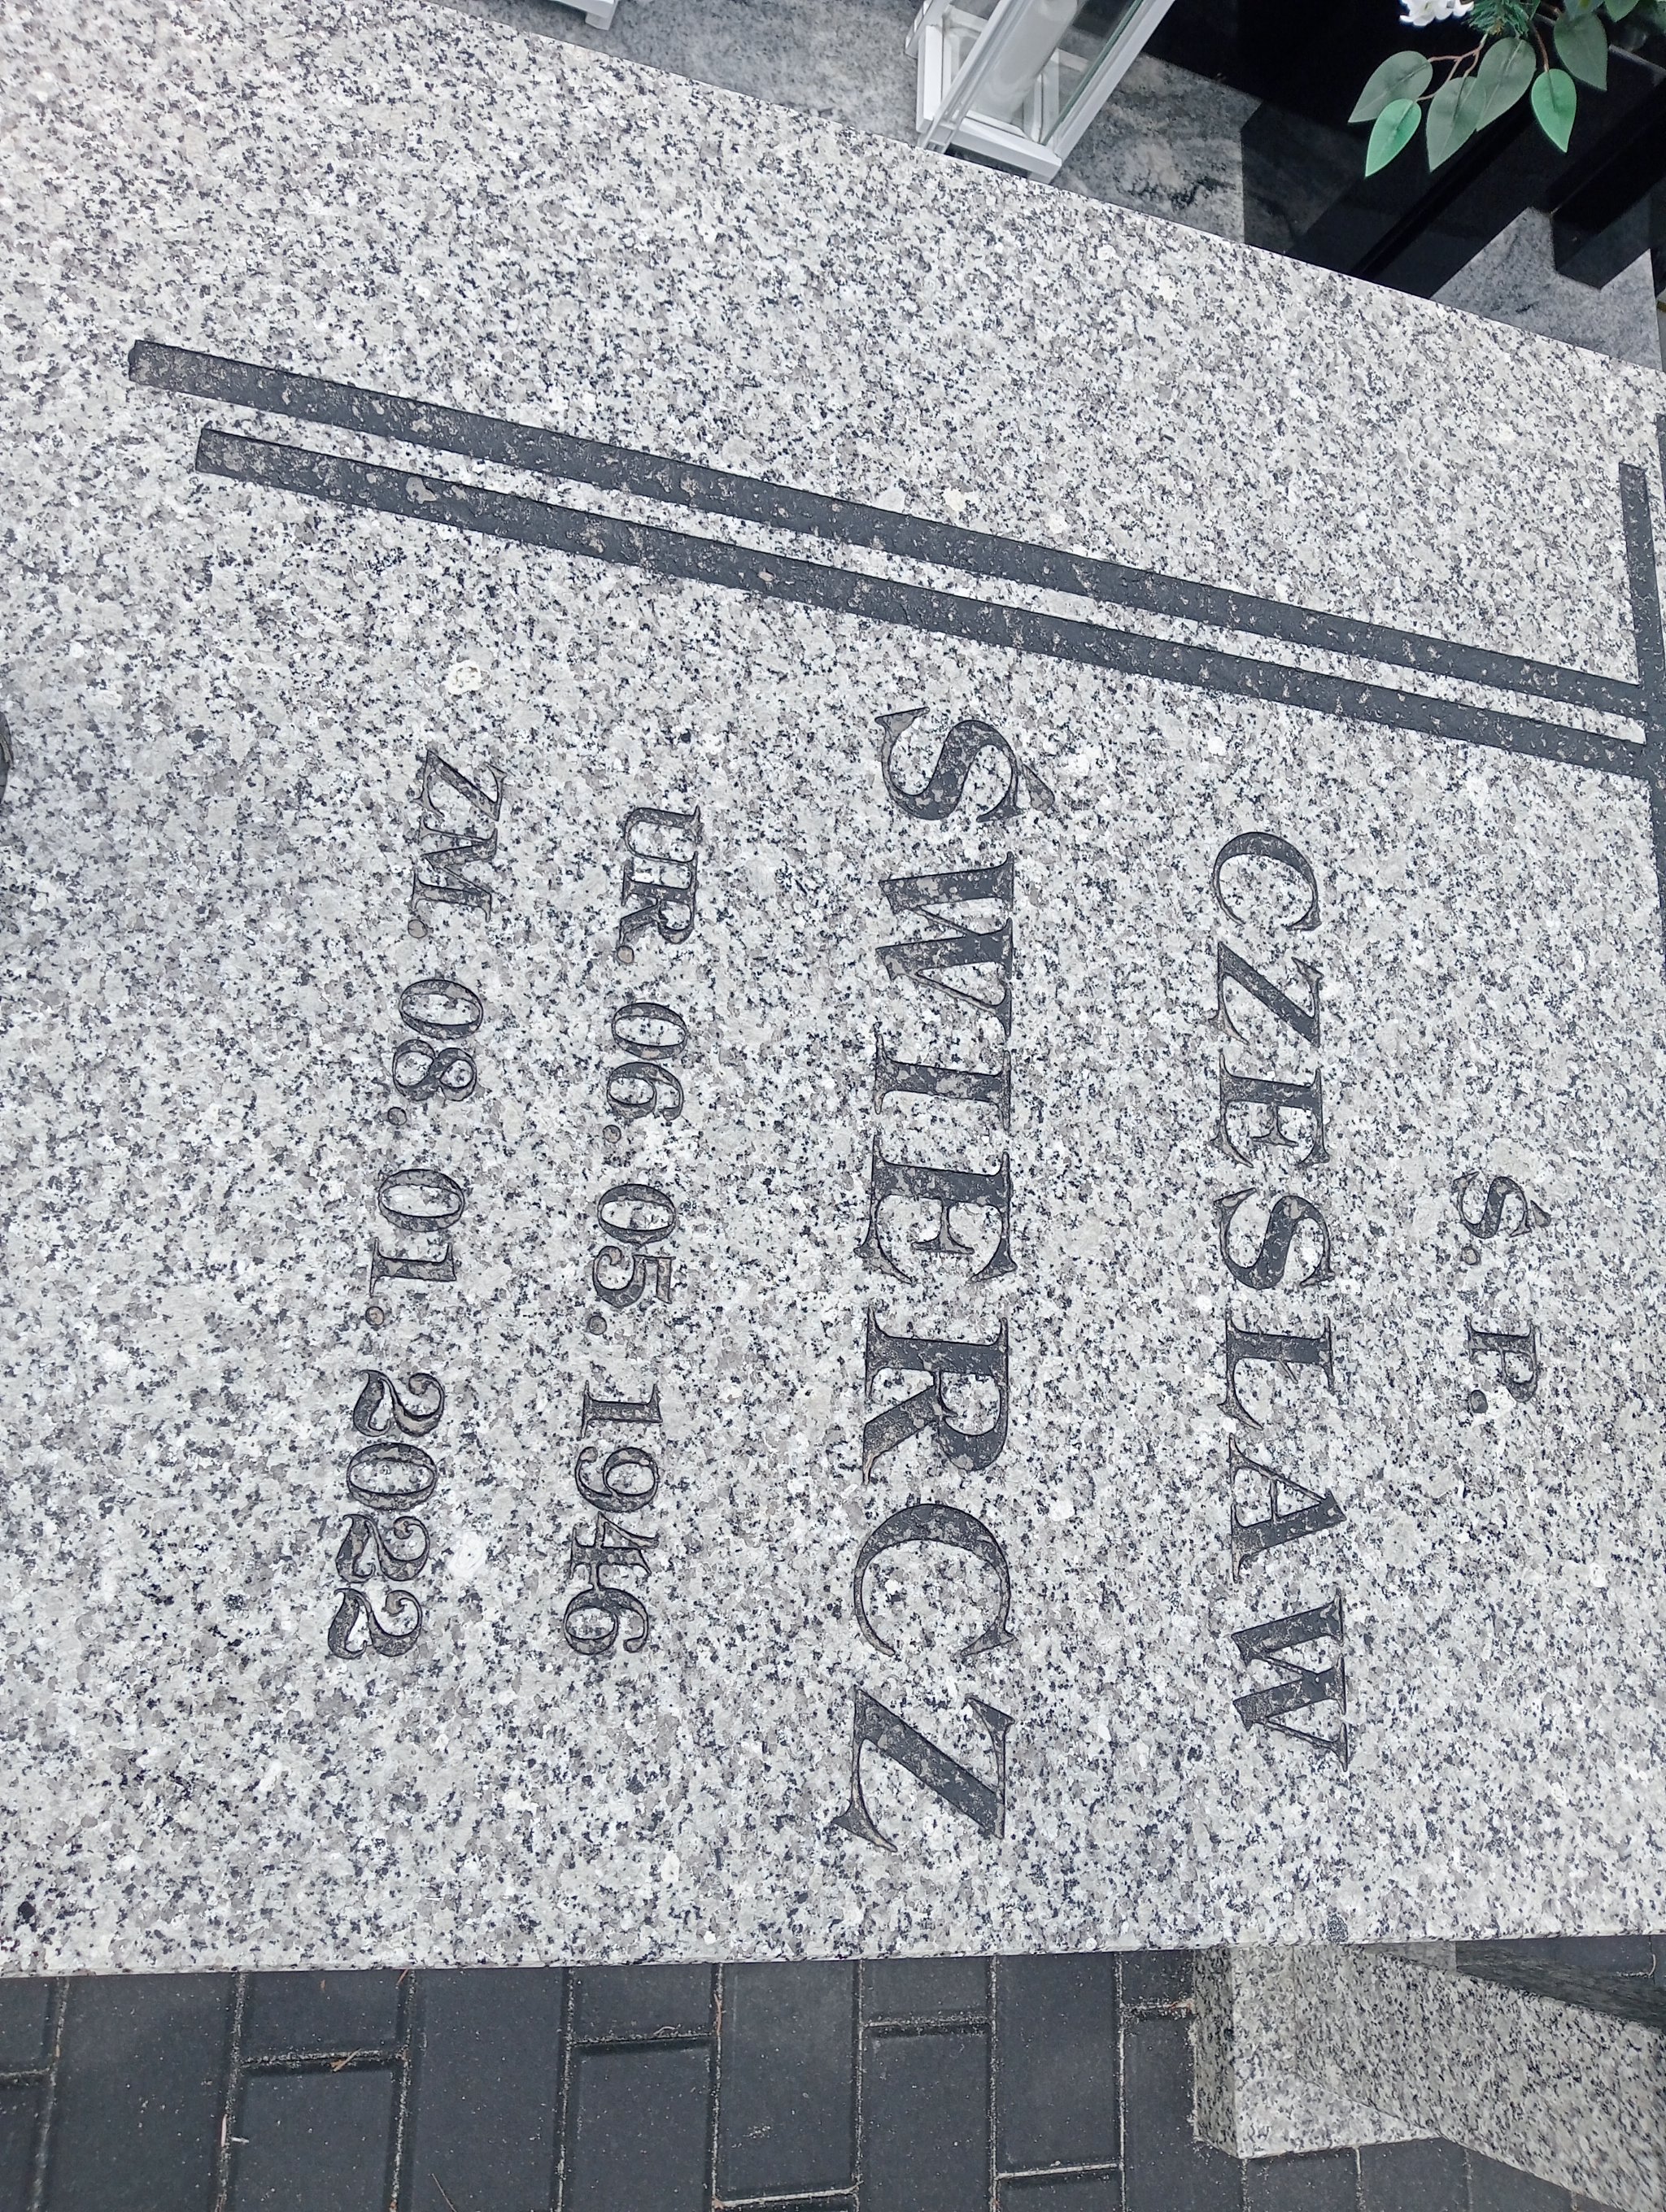 Ś. P.
CZESŁAW
ŚWIERCZ
UR. 06. 05. 1946
ZM. 08. 01. 2022